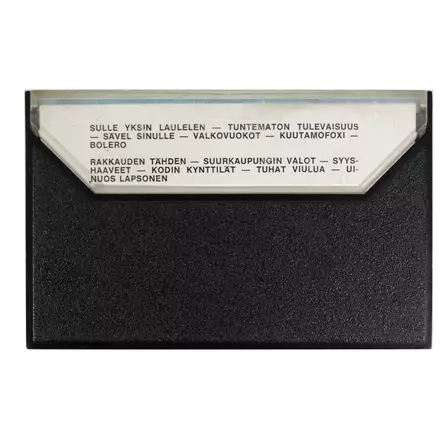 SULLE YKSIN LAULELEN — TUNTEMATON TULEVAISUUS
— SÄVEL SINULLE — VALKOVUOKOT — KUUTAMOFOXI —
BOLERO
RAKKAUDEN TÄHDEN — SUURKAUPUNGIN VALOT — SYYS-
HAAVEET — KODIN KYNTTILÄT — TUHAT VIULUA — UI-
NUOS LAPSONEN